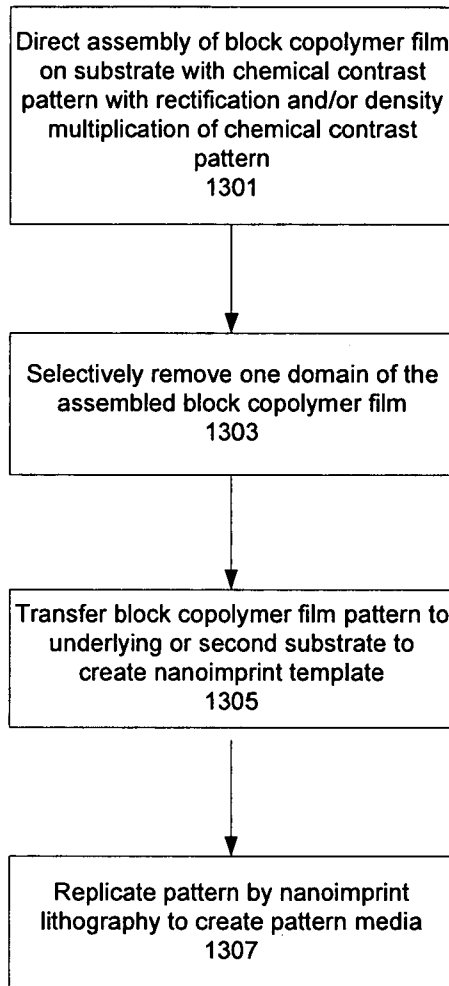 Direct assembly of block copolymer film
on substrate with chemical contrast
pattern with rectification and/or density
multiplication of chemical contrast
pattern
1301
Selectively remove one domain of the
assembled block copolymer film
1303
Transfer block copolymer film pattern to
underlying or second substrate to
create nanoimprint template
1305
Replicate pattern by nanoimprint
lithography to create pattern media
1307